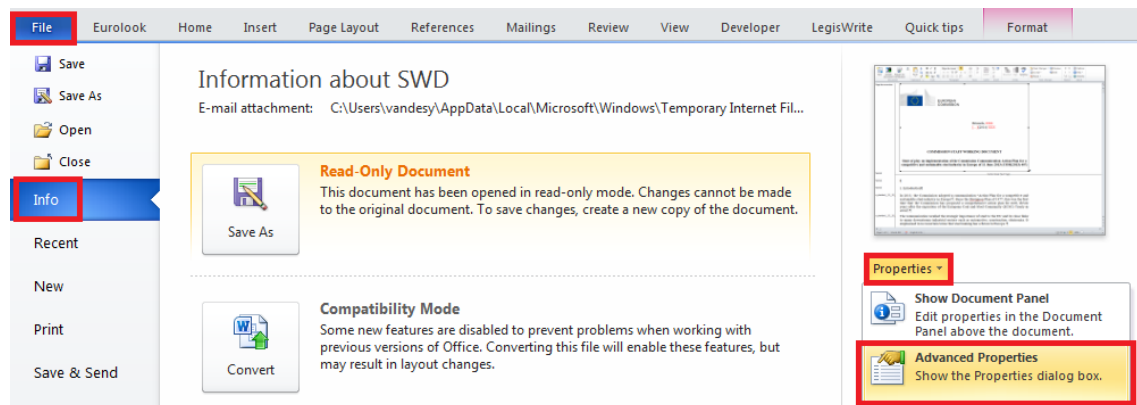 File Eurolook Home Insert Page Layout References Mailings Review View Developer LegisWrite Quick tips Format
Save
Save As
Open
Close
Info
Recent
New
Print
Save & Send
Information about SWD
E-mail attachment: C:\Users\vandesy\AppData\Local\Microsoft\Windows\Temporary Internet Fil...
Read-Only Document
This document has been opened in read-only mode. Changes cannot be made
to the original document. To save changes, create a new copy of the document.
Save As
Compatibility Mode
Some new features are disabled to prevent problems when working with
previous versions of Office. Converting this file will enable these features, but
may result in layout changes.
Convert
EUROPEAN
COMMISSION
COMMISSION STAFF WORKING DOCUMENT
Properties
Show Document Panel
Edit properties in the Document
Panel above the document.
Advanced Properties
Show the Properties dialog box.